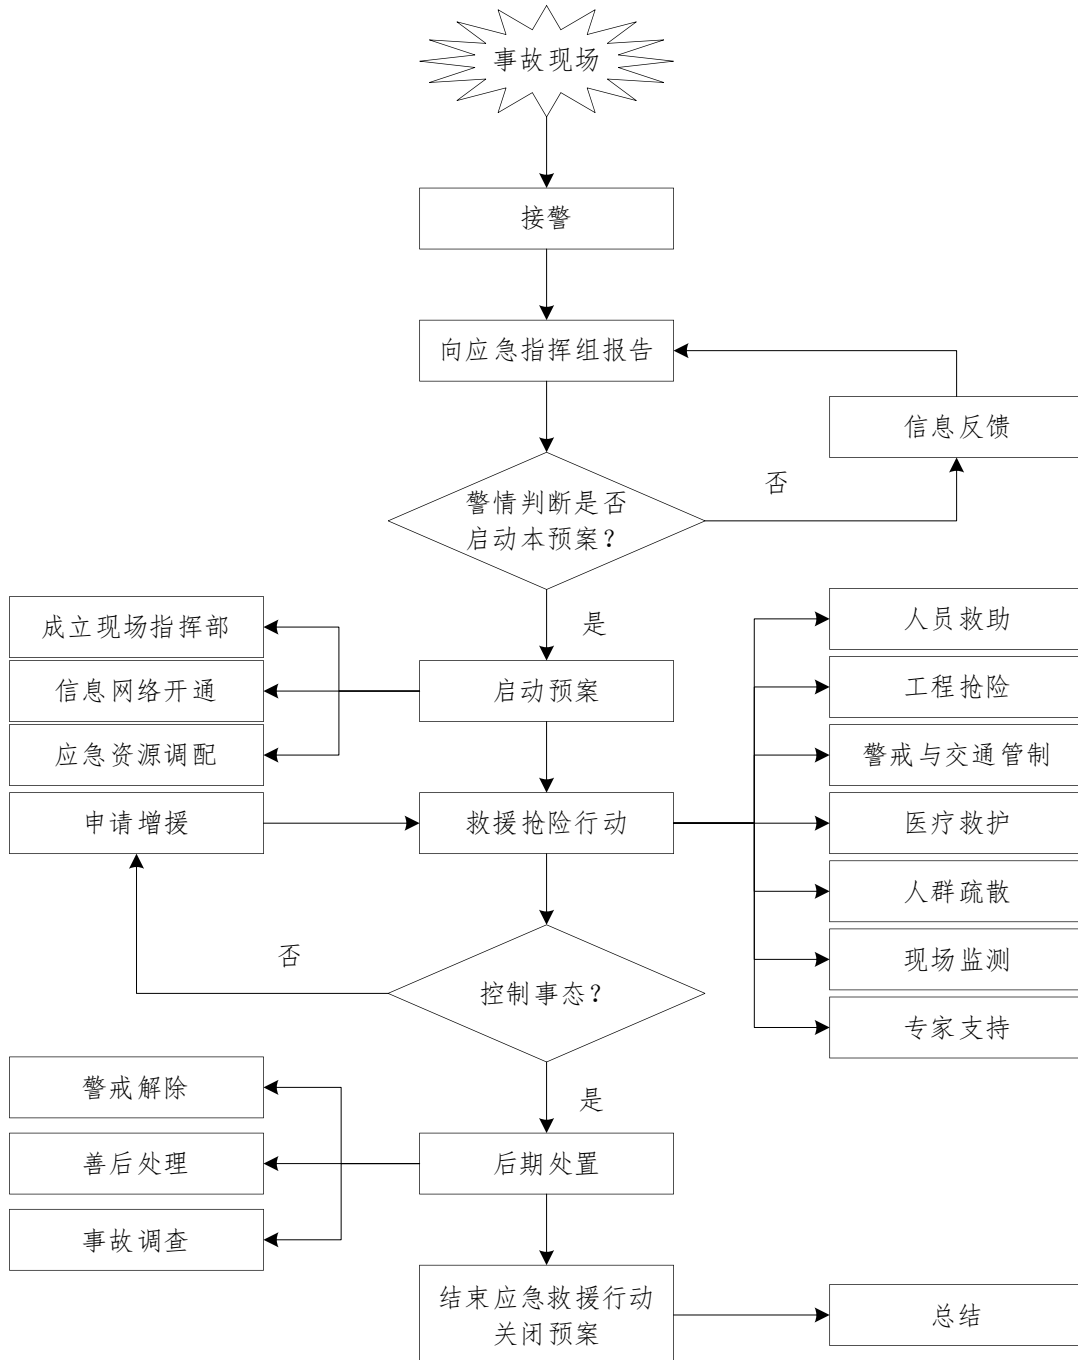 事故现场
接警
向应急指挥组报告
信息反馈
否
警情判断是否
启动本预案？
是
成立现场指挥部
信息网络开通
应急资源调配
启动预案
人员救助
工程抢险
警戒与交通管制
申请增援
救援抢险行动
医疗救护
人群疏散
现场监测
专家支持
否
控制事态？
是
警戒解除
善后处理
事故调查
后期处置
结束应急救援行动
关闭预案
总结